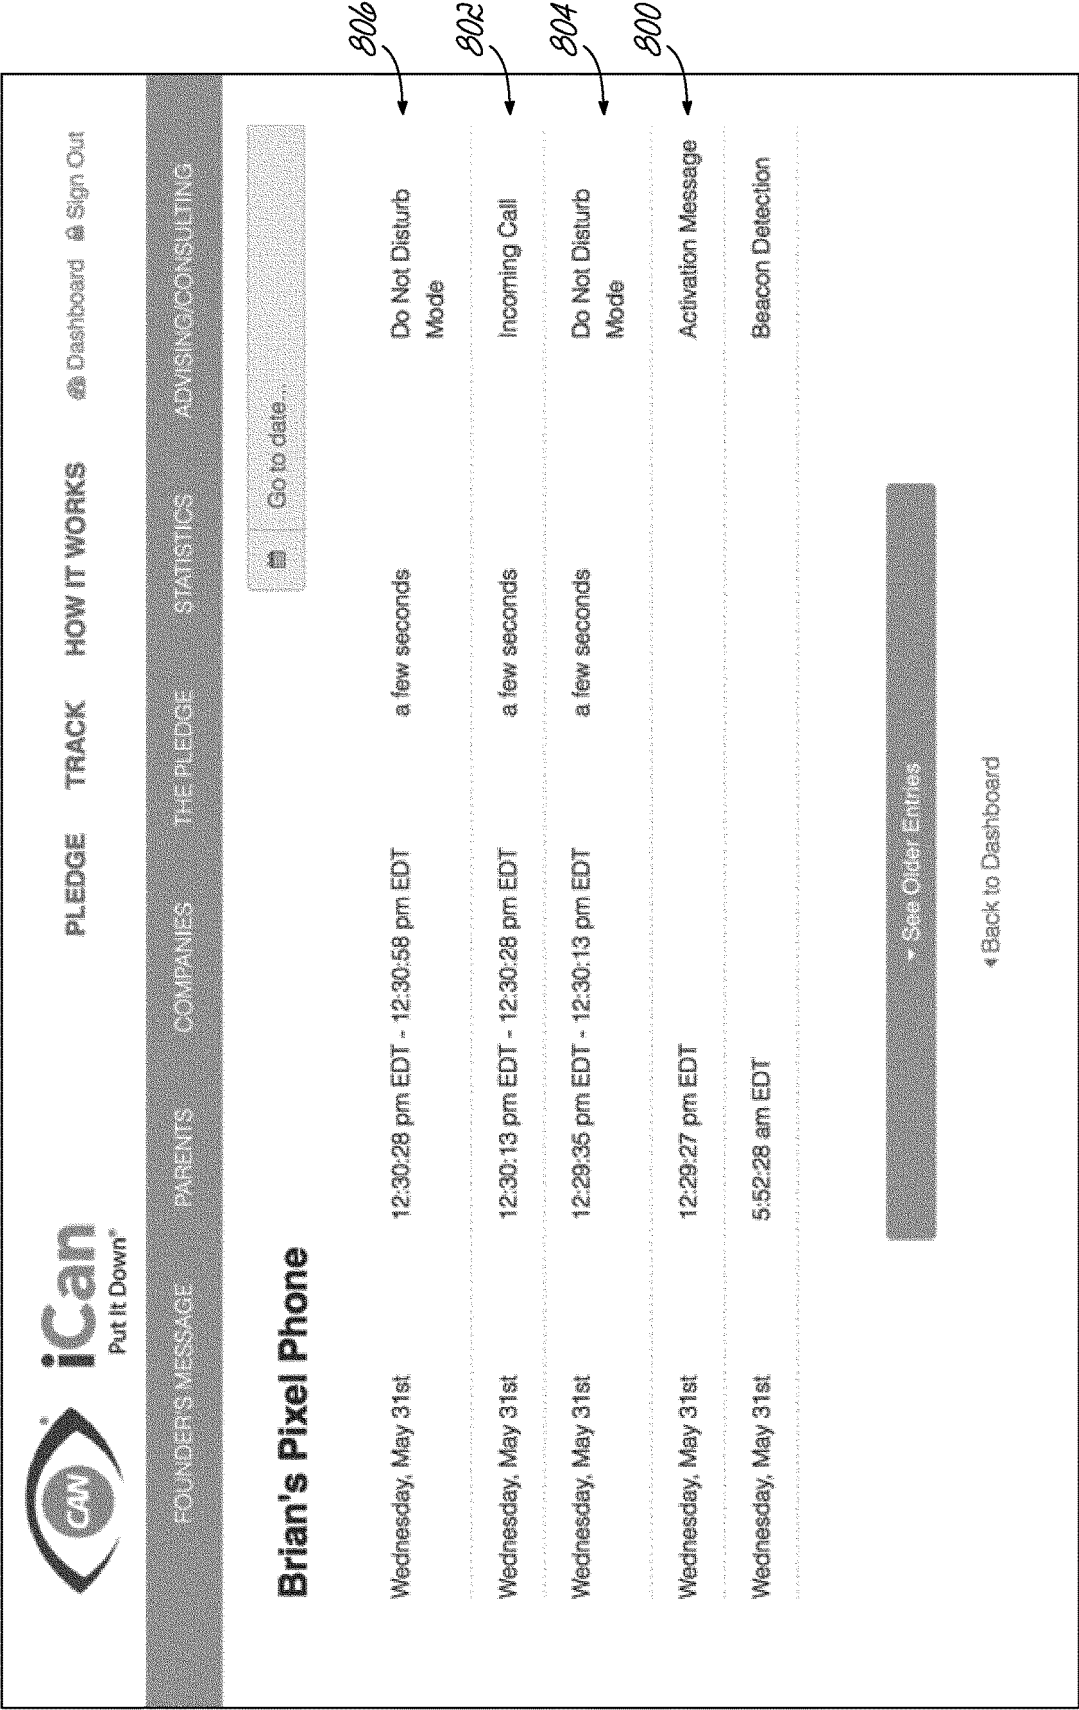 CAN
iCan
Put It Down®
PLEDGE TRACK HOW IT WORKS Dashboard Sign Out
FOUNDER'S MESSAGE PARENTS COMPANIES THE PLEDGE STATISTICS ADVISING/CONSULTING
Brian's Pixel Phone
Go to date...
Wednesday, May 31st 12:30:28 pm EDT - 12:30:58 pm EDT a few seconds Do Not Disturb
Mode
806
Wednesday, May 31st 12:30:13 pm EDT - 12:30:28 pm EDT a few seconds Incoming Call
802
Wednesday, May 31st 12:29:35 pm EDT - 12:30:13 pm EDT a few seconds Do Not Disturb
Mode
804
Wednesday, May 31st 12:29:27 pm EDT Activation Message
800
Wednesday, May 31st 5:52:28 am EDT Beacon Detection
See Older Entries
Back to Dashboard